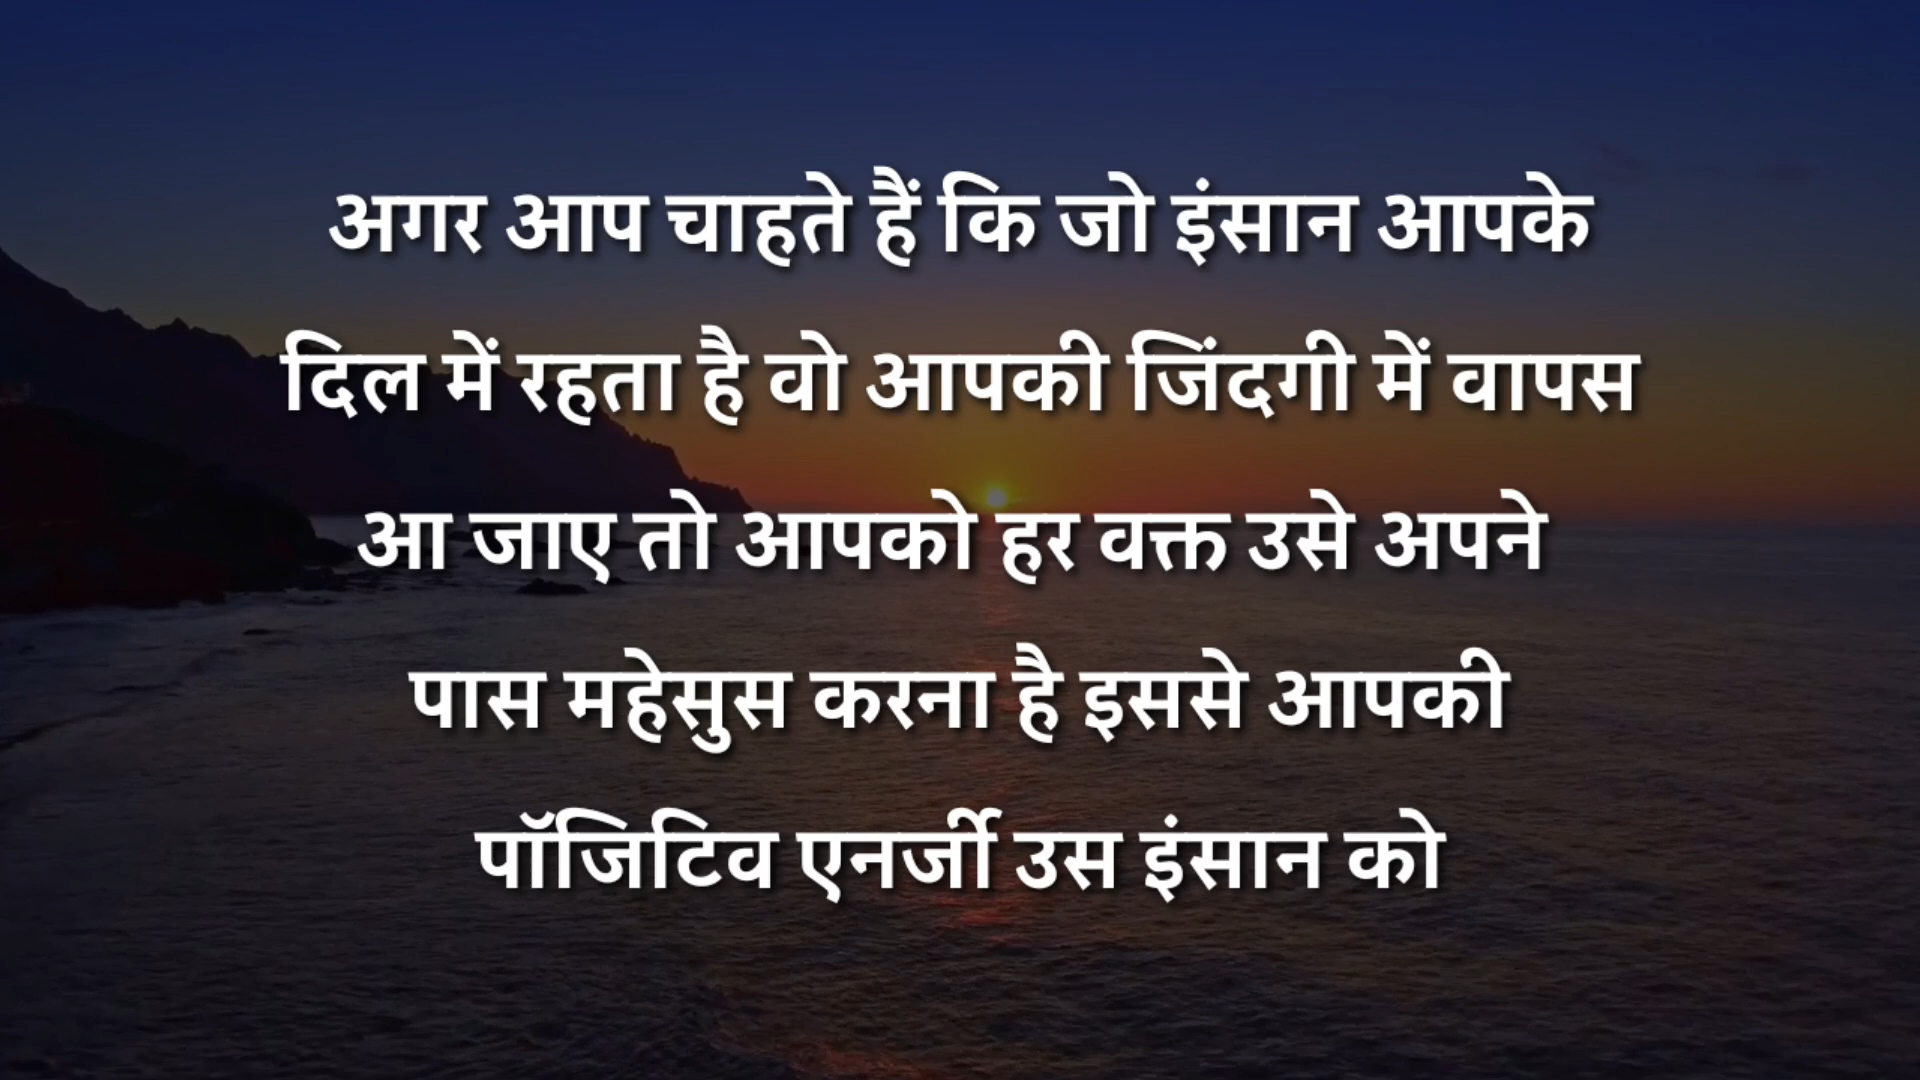 अगर आप चाहते हैं कि जो इंसान आपके
दिल में रहता है वो आपकी जिंदगी में वापस
आ जाए तो आपको हर वक्त उसे अपने
पास महेसुस करना है इससे आपकी
पॉजिटिव एनर्जी उस इंसान को